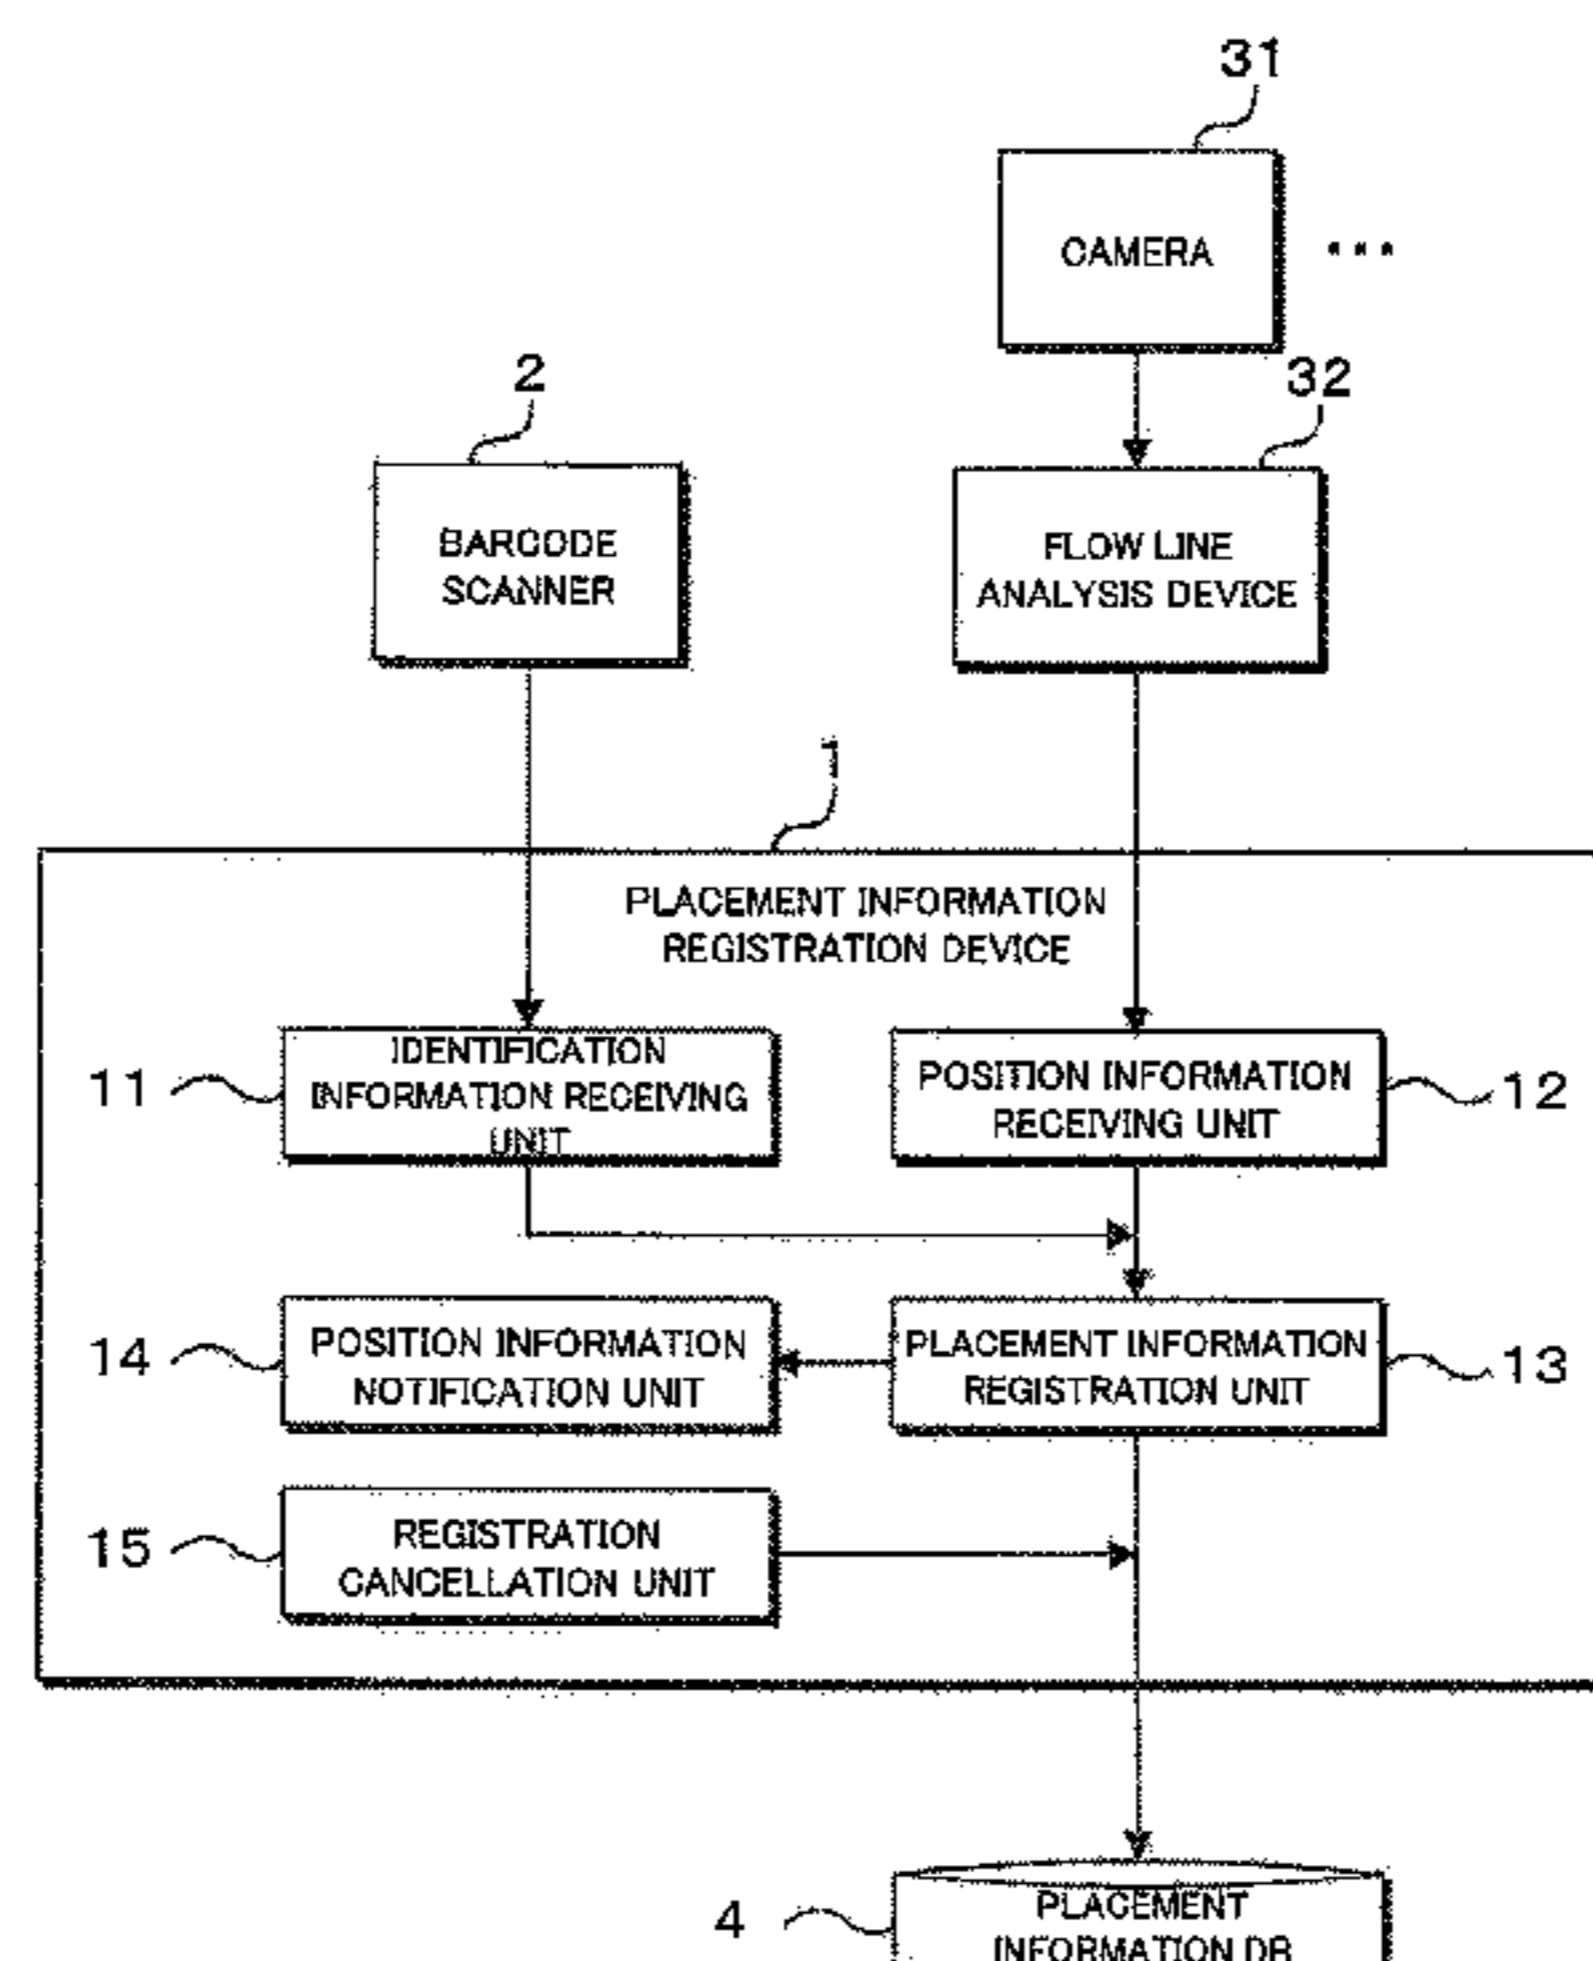 31
CAMERA
...
2
32
BARCODE
SCANNER
FLOW LINE
ANALYSIS DEVICE
1
PLACEMENT INFORMATION
REGISTRATION DEVICE
11
IDENTIFICATION
INFORMATION RECEIVING
UNIT
POSITION INFORMATION
RECEIVING UNIT
12
14
POSITION INFORMATION
NOTIFICATION UNIT
PLACEMENT INFORMATION
REGISTRATION UNIT
13
15
REGISTRATION
CANCELLATION UNIT
4
PLACEMENT
INFORMATION DB